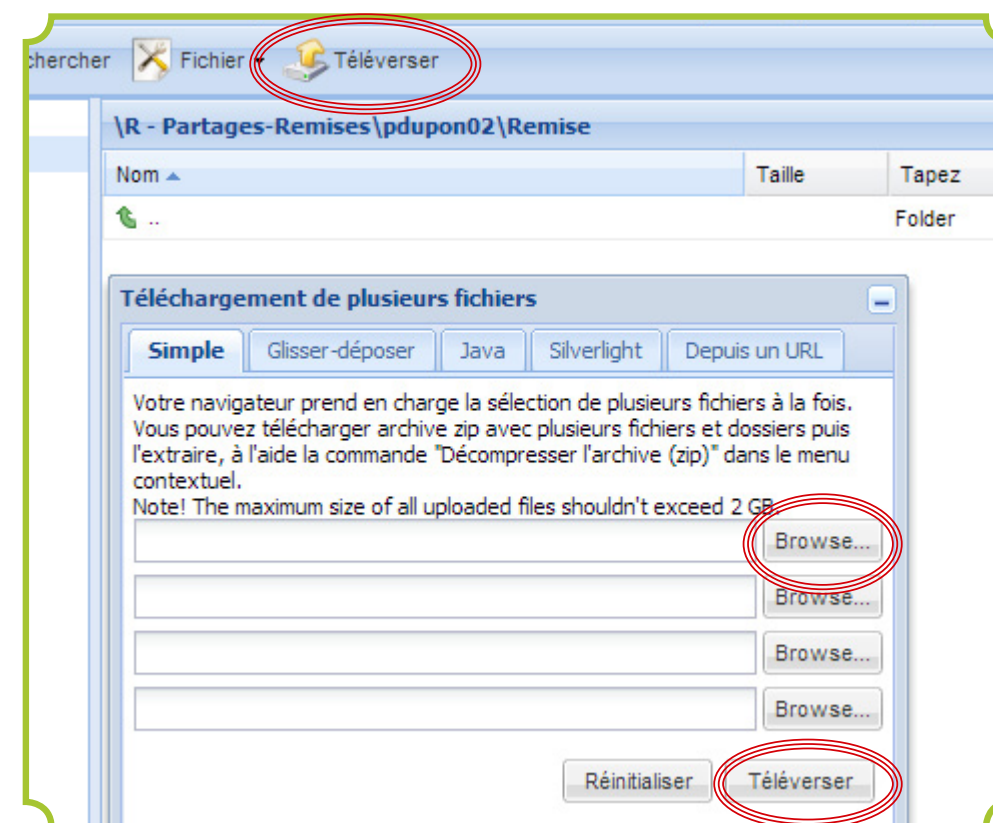 chercher Fichier Téléverser
\R - Partages-Remises\pdupon02\Remise
Nom Taille Tapez
.. Folder
Téléchargement de plusieurs fichiers
Simple Glisser-déposer Java Silverlight Depuis un URL
Votre navigateur prend en charge la sélection de plusieurs fichiers à la fois.
Vous pouvez télécharger archive zip avec plusieurs fichiers et dossiers puis
l'extraire, à l'aide la commande "Décompresser l'archive (zip)" dans le menu
contextuel.
Note! The maximum size of all uploaded files shouldn't exceed 2 GB.
Browse...
Browse...
Browse...
Browse...
Réinitialiser Téléverser